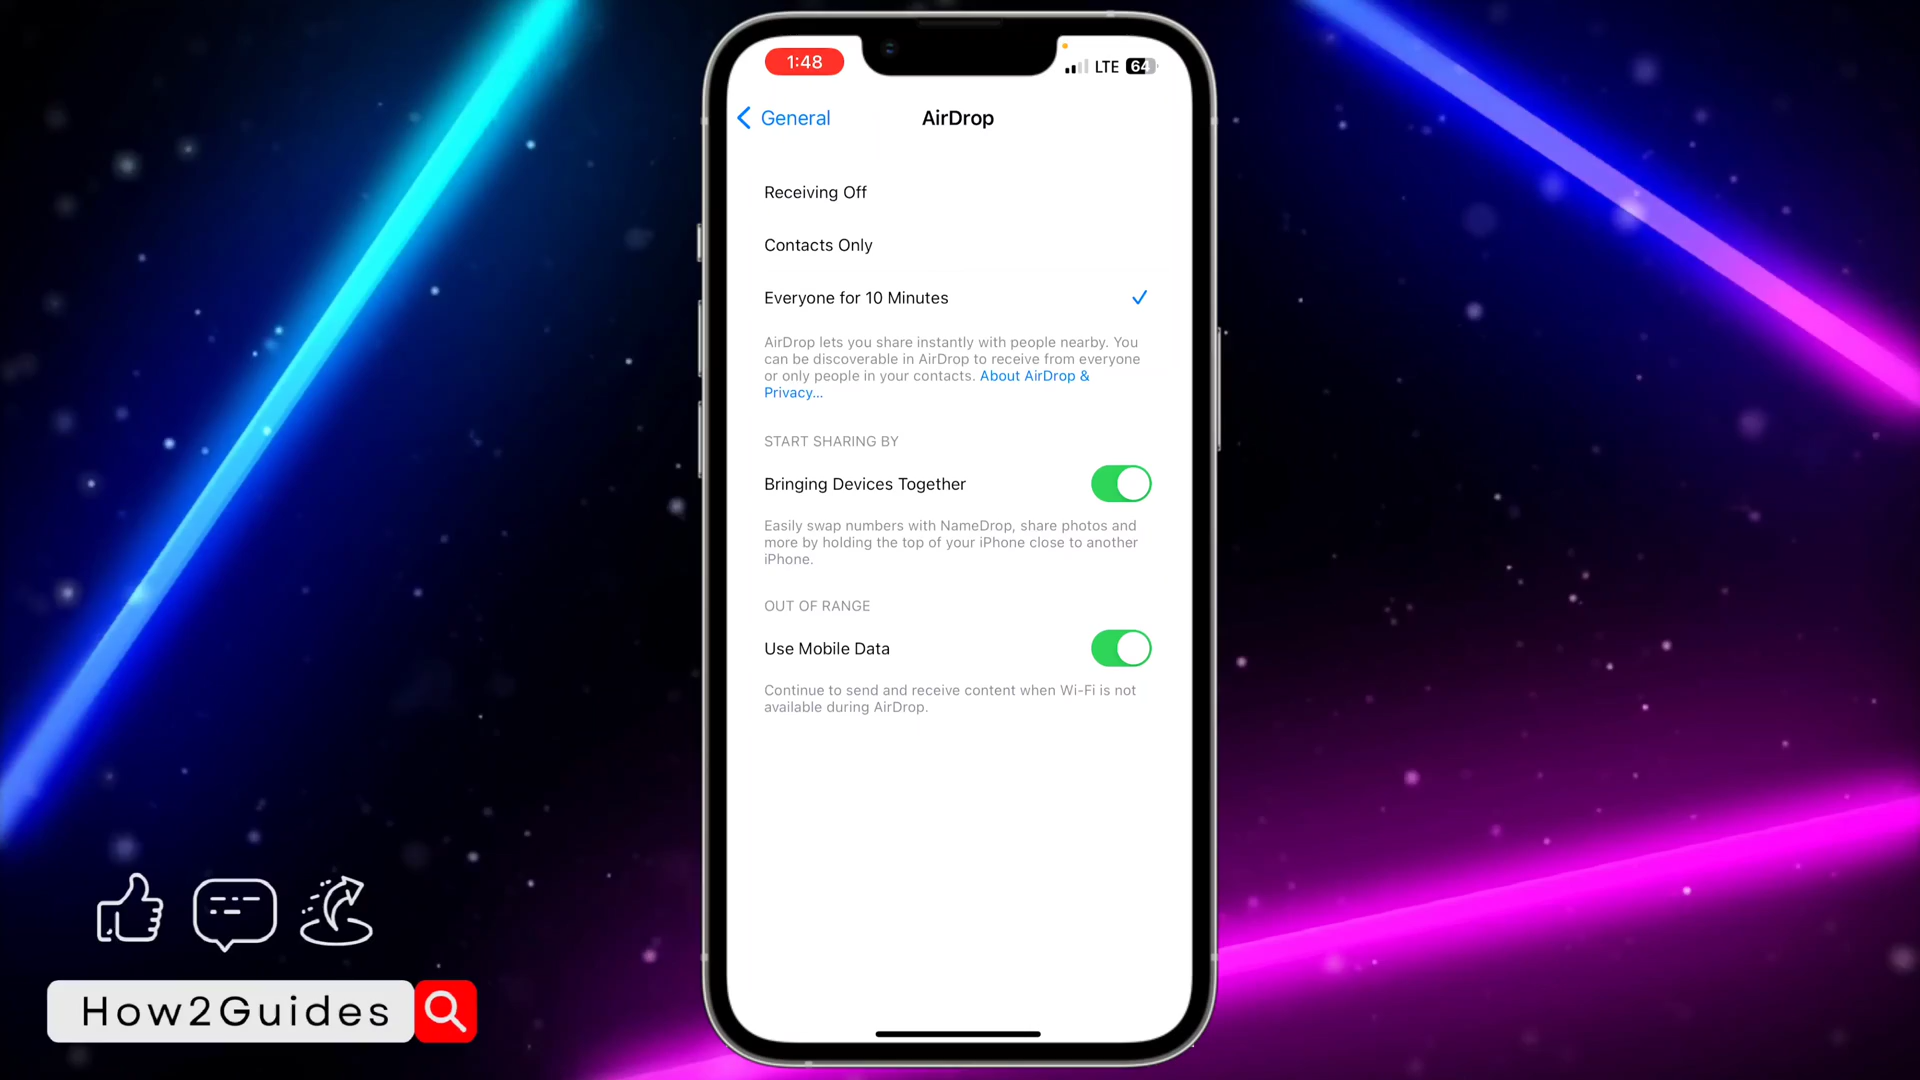 1:48
LTE 64
General
AirDrop
Receiving Off
Contacts Only
Everyone for 10 Minutes
AirDrop lets you share instantly with people nearby. You
can be discoverable in AirDrop to receive from everyone
or only people in your contacts. About AirDrop &
Privacy...
START SHARING BY
Bringing Devices Together
Easily swap numbers with NameDrop, share photos and
more by holding the top of your iPhone close to another
iPhone.
OUT OF RANGE
Use Mobile Data
Continue to send and receive content when Wi-Fi is not
available during AirDrop.
How2Guides